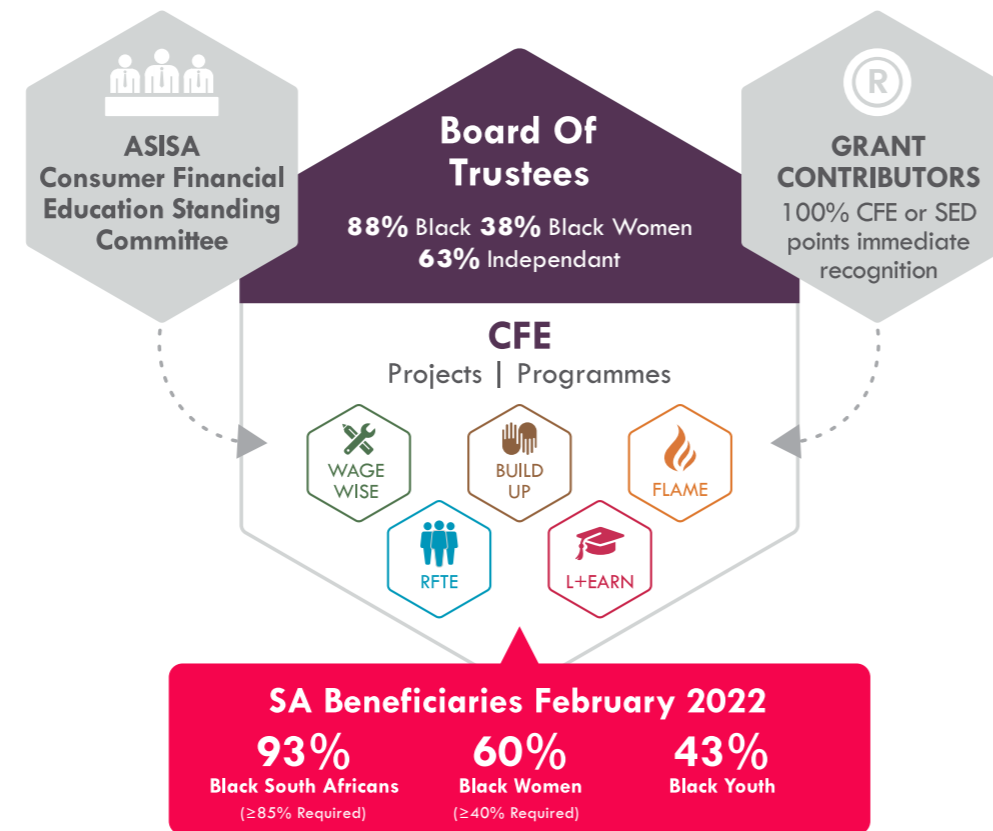 ASISA
Consumer Financial
Education Standing
Committee
Board Of
Trustees
88% Black 38% Black Women
63% Independant
R
GRANT
CONTRIBUTORS
100% CFE or SED
points immediate
recognition
CFE
Projects | Programmes
WAGE
WISE
BUILD
UP
FLAME
RFTE
L+EARN
SA Beneficiaries February 2022
93% 60% 43%
Black South Africans Black Women Black Youth
(≥85% Required) (≥40% Required)